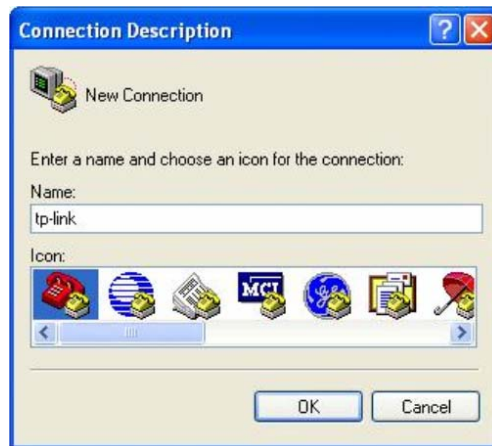 Connection Description
New Connection
Enter a name and choose an icon for the connection:
Name:
tp-link
Icon:
MCI
OK
Cancel